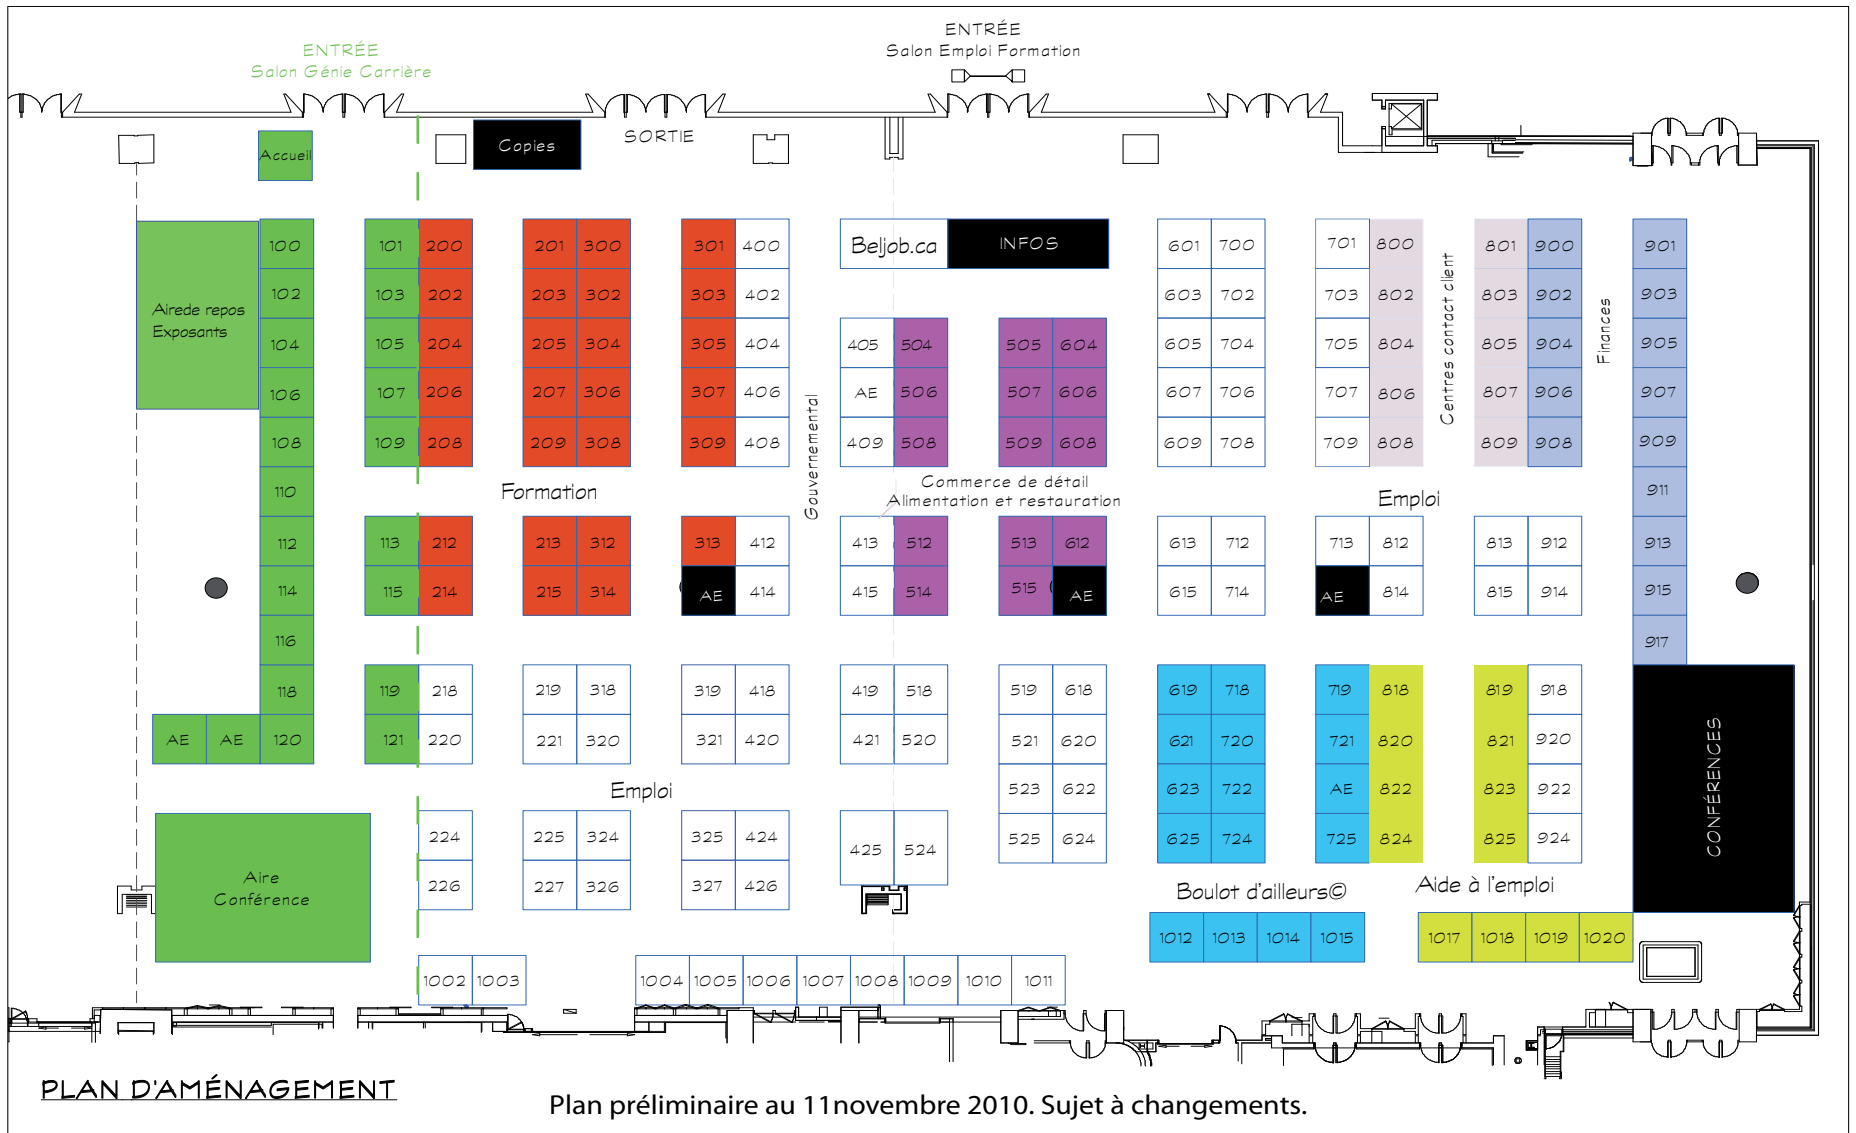 ENTRÉE
Salon Emploi Formation
ENTRÉE
Salon Génie Carrière
SORTIE
Copies
Accueil
Beljob.ca
INFOS
100 101 200 201 300 301 400 601 700 701 800 801 900 901
102 103 202 203 302 303 402 603 702 703 802 803 902 903
Airede repos
Exposants
104 105 204 205 304 305 404 405 504 505 604 605 704 705 804 805 904 905
106 107 206 207 306 307 406 AE 506 507 606 607 706 707 806 807 906 907
108 109 208 209 308 309 408 409 508 509 608 609 708 709 808 809 908 909
Gouvernemental
Centres contact client
Finances
110 911
Formation
Commerce de détail
Alimentation et restauration
Emploi
112 113 212 213 312 313 412 413 512 513 612 613 712 713 812 813 912 913
114 115 214 215 314 AE 414 415 514 515 AE 615 714 AE 814 815 914 915
116 917
118 119 218 219 318 319 418 419 518 519 618 619 718 719 818 819 918
AE AE 120 121 220 221 320 321 420 421 520 521 620 621 720 721 820 821 920
Emploi
523 622 623 722 AE 822 823 922
224 225 324 325 424 425 524 525 624 625 724 725 824 825 924
226 227 326 327 426
CONFÉRENCES
Aire
Conférence
Boulot d'ailleurs©
Aide à l'emploi
1012 1013 1014 1015 1017 1018 1019 1020
1002 1003 1004 1005 1006 1007 1008 1009 1010 1011
PLAN D'AMÉNAGEMENT
Plan préliminaire au 11novembre 2010. Sujet à changements.